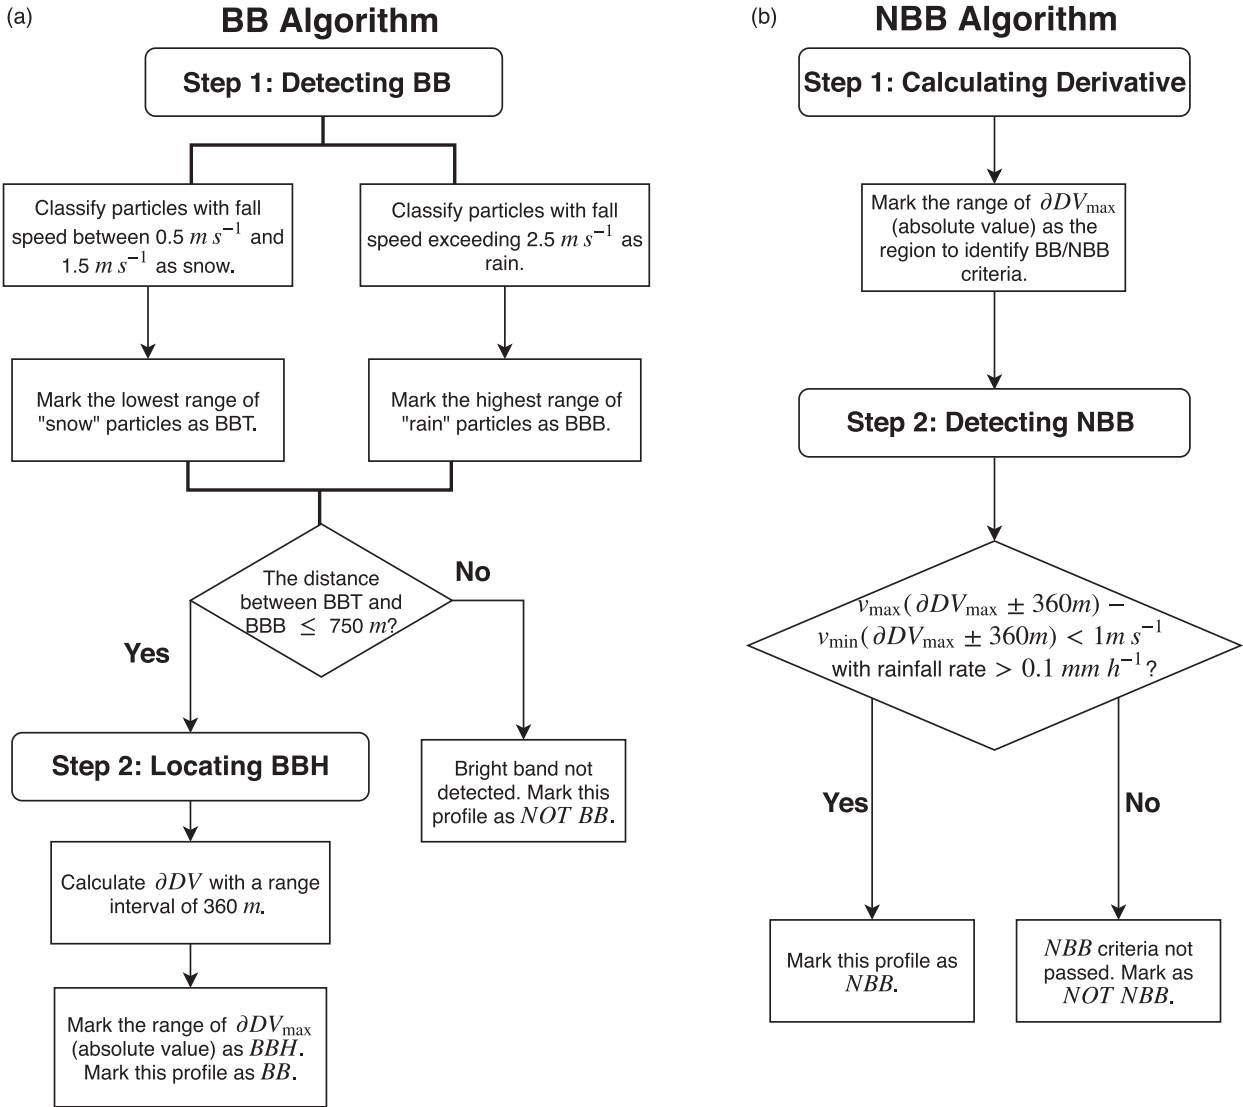 (a)
BB Algorithm
Step 1: Detecting BB
Classify particles with fall
speed between 0.5 m s⁻¹ and
1.5 m s⁻¹ as snow.
Classify particles with fall
speed exceeding 2.5 m s⁻¹ as
rain.
Mark the lowest range of
"snow" particles as BBT.
Mark the highest range of
"rain" particles as BBB.
The distance
between BBT and
BBB ≤ 750 m?
Yes
No
Step 2: Locating BBH
Bright band not
detected. Mark this
profile as NOT BB.
Calculate ∂DV with a range
interval of 360 m.
Mark the range of ∂DVmax
(absolute value) as BBH.
Mark this profile as BB.
(b)
NBB Algorithm
Step 1: Calculating Derivative
Mark the range of ∂DVmax
(absolute value) as the
region to identify BB/NBB
criteria.
Step 2: Detecting NBB
vmax(∂DVmax ± 360m) −
vmin(∂DVmax ± 360m) < 1m s⁻¹
with rainfall rate > 0.1 mm h⁻¹?
Yes
No
Mark this profile as
NBB.
NBB criteria not
passed. Mark as
NOT NBB.